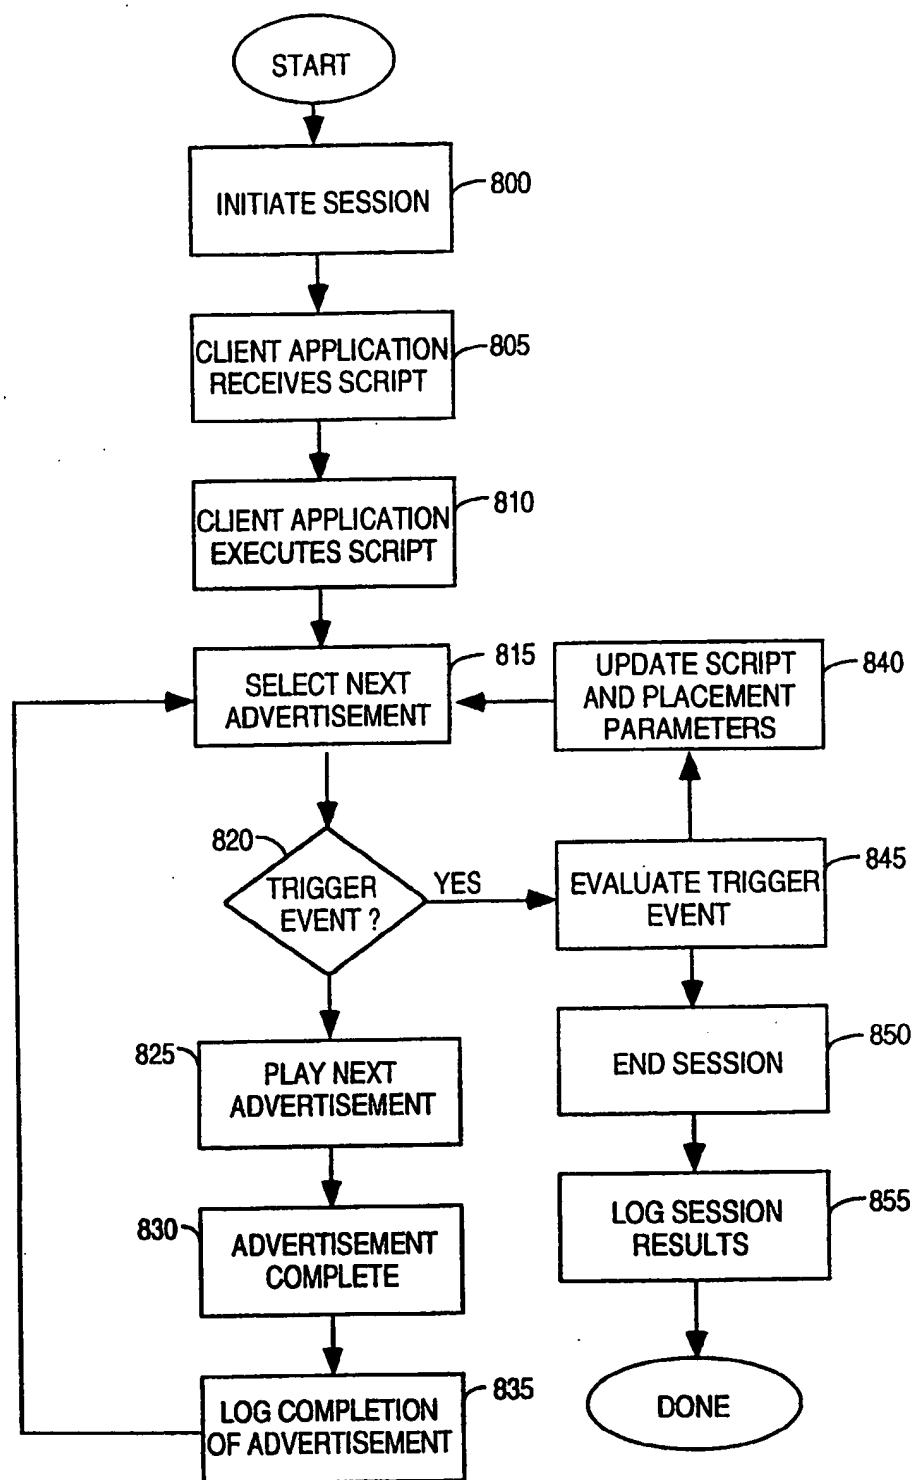 START
INITIATE SESSION
800
CLIENT APPLICATION
RECEIVES SCRIPT
805
CLIENT APPLICATION
EXECUTES SCRIPT
810
SELECT NEXT
ADVERTISEMENT
815
UPDATE SCRIPT
AND PLACEMENT
PARAMETERS
840
820
TRIGGER
EVENT ?
YES
EVALUATE TRIGGER
EVENT
845
825
PLAY NEXT
ADVERTISEMENT
END SESSION
850
830
ADVERTISEMENT
COMPLETE
LOG SESSION
RESULTS
855
LOG COMPLETION
OF ADVERTISEMENT
835
DONE